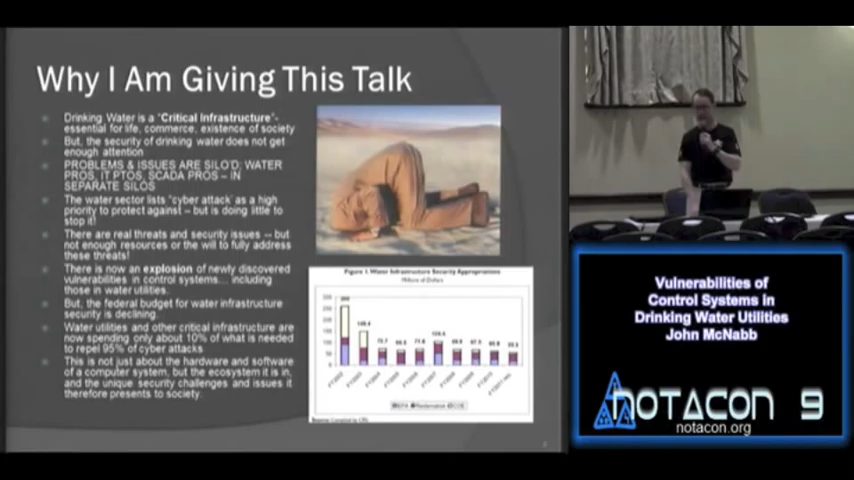 Why I Am Giving This Talk
Drinking Water is a "Critical Infrastructure"-
essential for life, commerce, existence of society
But, the security of drinking water does not get
enough attention
PROBLEMS & ISSUES ARE SILO'D; WATER
PROS, IT PTOS, SCADA PROS – IN
SEPARATE SILOS
The water sector lists "cyber attack' as a high
priority to protect against – but is doing little to
stop it!
There are real threats and security issues -- but
not enough resources or the will to fully address
these threats!
There is now an explosion of newly discovered
vulnerabilities in control systems… including
those in water utilities.
But, the federal budget for water infrastructure
security is declining.
Water utilities and other critical infrastructure are
now spending only about 10% of what is needed
to repel 95% of cyber attacks
This is not just about the hardware and software
of a computer system, but the ecosystem it is in,
and the unique security challenges and issues it
therefore presents to society.
Figure 1. Water Infrastructure Security Appropriations
Millions of Dollars
300
250
200
150
100
50
0
Vulnerabilities of
Control Systems in
Drinking Water Utilities
John McNabb
NOTACON 9
notacon.org